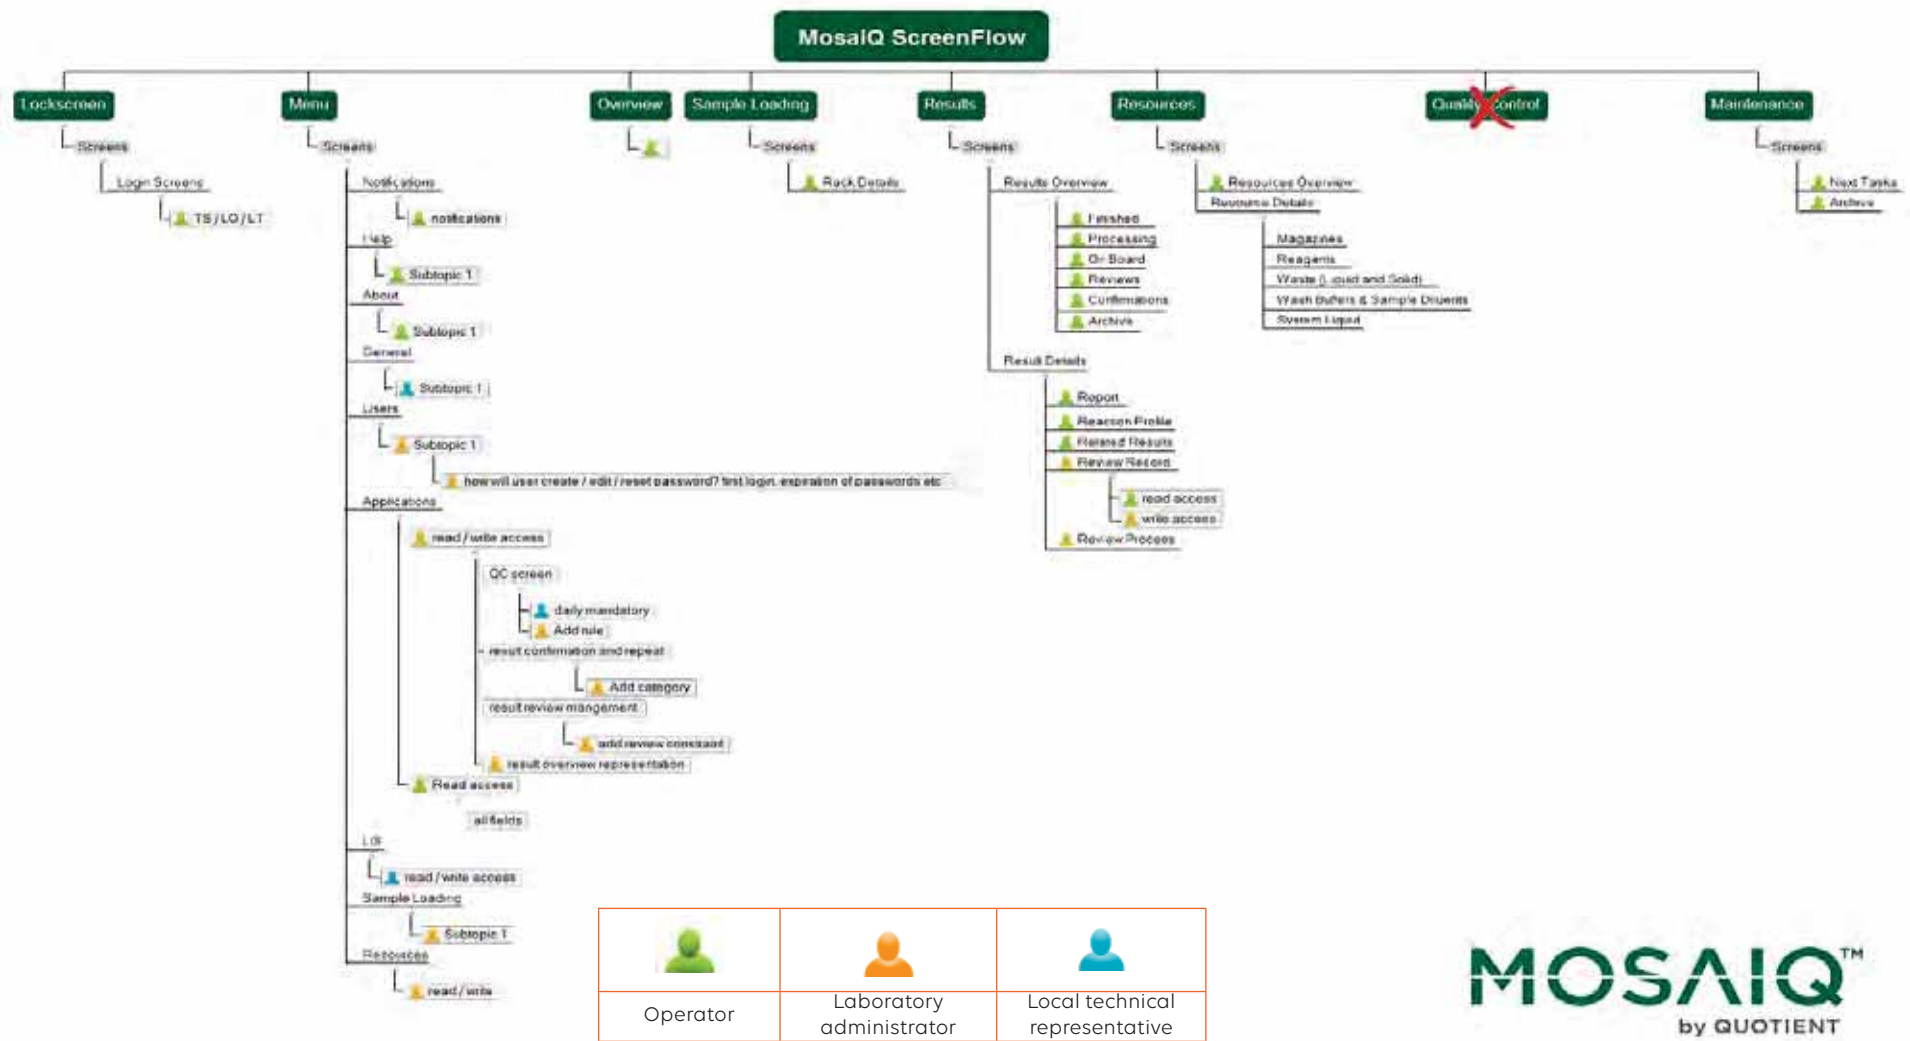 MosaiQ ScreenFlow
Lockscreen
Screens
Login Screens
TS / LO / LT
Menu
Screens
Notifications
notifications
Help
Subtopic 1
About
Subtopic 1
General
Subtopic 1
Users
Subtopic 1
how will user create / edit / reset password? first login, expiration of passwords etc
Applications
read / write access
QC screen
daily mandatory
Add rule
result confirmation and repeat
Add category
result review mangement
add review constraint
result overview representation
Read access
all fields
read / write access
Sample Loading
Subtopic 1
Resources
read / write
Overview
Sample Loading
Screens
Rack Details
Results
Screens
Results Overview
Finished
Processing
On Board
Reviews
Confirmations
Archive
Result Details
Report
Reaction Profile
Related Results
Review Record
read access
write access
Review Process
Resources
Screens
Resources Overview
Resource Details
Magazines
Reagents
Waste (Liquid and Solid)
Wash Buffers & Sample Diluents
System Liquid
Quality Control
Maintenance
Screens
Next Tasks
Archive
Operator
Laboratory
administrator
Local technical
representative
MOSAIQ™
by QUOTIENT